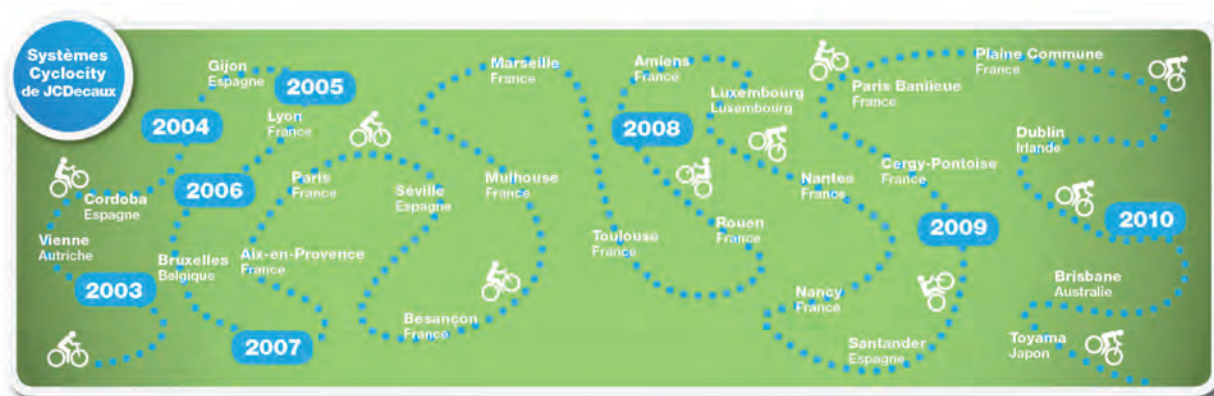 Systèmes
Cyclocity
de JCDecaux
2003
Vienne
Autriche
Cordoba
Espagne
2004
Gijon
Espagne
2005
Lyon
France
2006
Bruxelles
Belgique
2007
Aix-en-Provence
France
Paris
France
Séville
Espagne
Besançon
France
Mulhouse
France
Marseille
France
Toulouse
France
Rouen
France
2008
Amiens
France
Luxembourg
Luxembourg
Nantes
France
Nancy
France
Santander
Espagne
2009
Cergy-Pontoise
France
Paris Banlieue
France
Plaine Commune
France
Dublin
Irlande
2010
Brisbane
Australie
Toyama
Japon